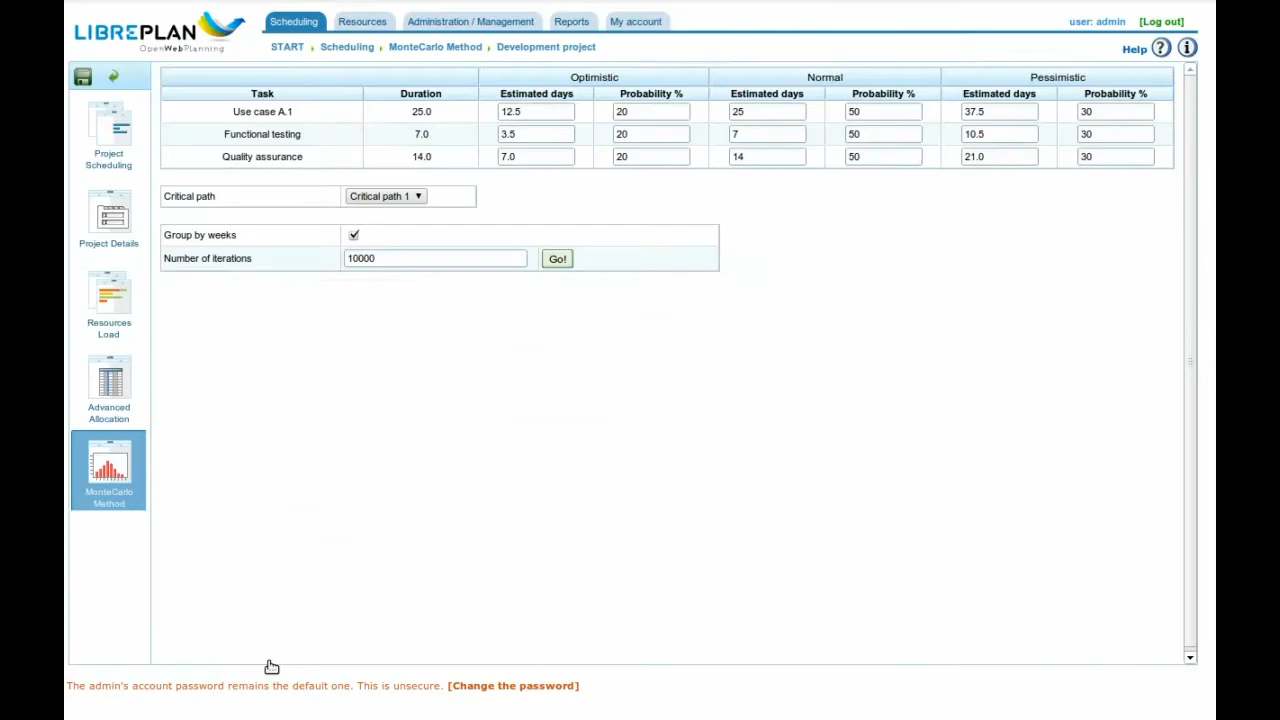 LIBREPLAN
OpenWebPlanning
Scheduling Resources Administration / Management Reports My account
user: admin [Log out]
START Scheduling MonteCarlo Method Development project
Help ? i
Optimistic Normal Pessimistic
Task Duration Estimated days Probability % Estimated days Probability % Estimated days Probability %
Use case A.1 25.0 12.5 20 25 50 37.5 30
Functional testing 7.0 3.5 20 7 50 10.5 30
Quality assurance 14.0 7.0 20 14 50 21.0 30
Critical path Critical path 1
Group by weeks
Number of iterations 10000 Go!
Project
Scheduling
Project Details
Resources
Load
Advanced
Allocation
MonteCarlo
Method
The admin's account password remains the default one. This is unsecure. [Change the password]